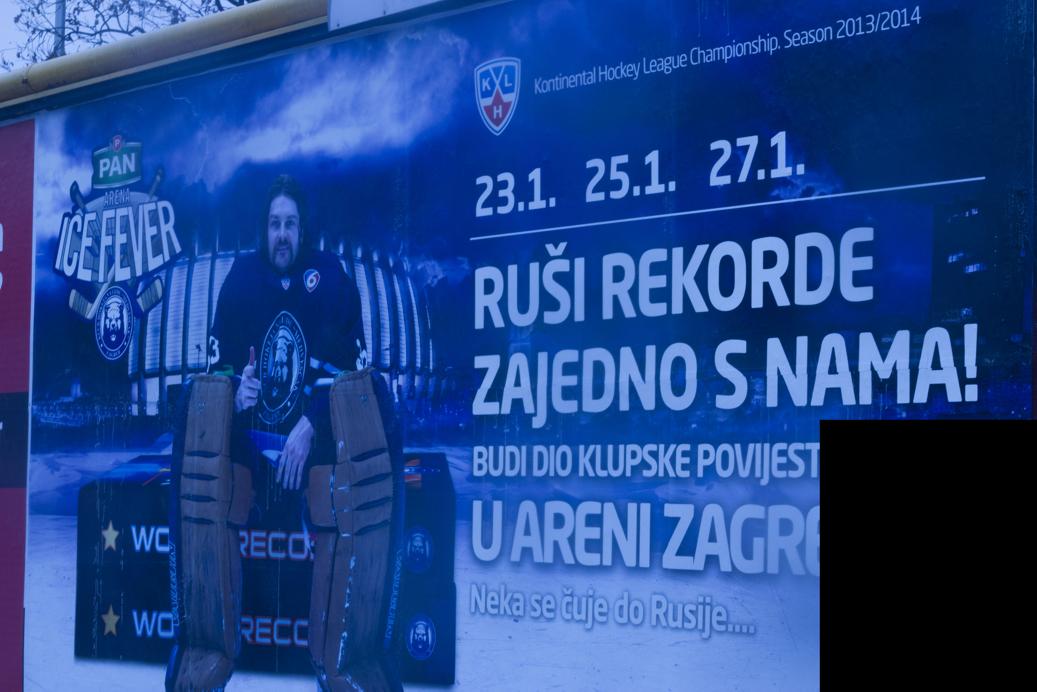 KHL
Kontinental Hockey League Championship. Season 2013/2014
PAN
ARENA
ICE FEVER
23.1. 25.1. 27.1.
RUŠI REKORDE
ZAJEDNO S NAMA!
BUDI DIO KLUPSKE
U ARENI
Neka se čuje do Rusije....